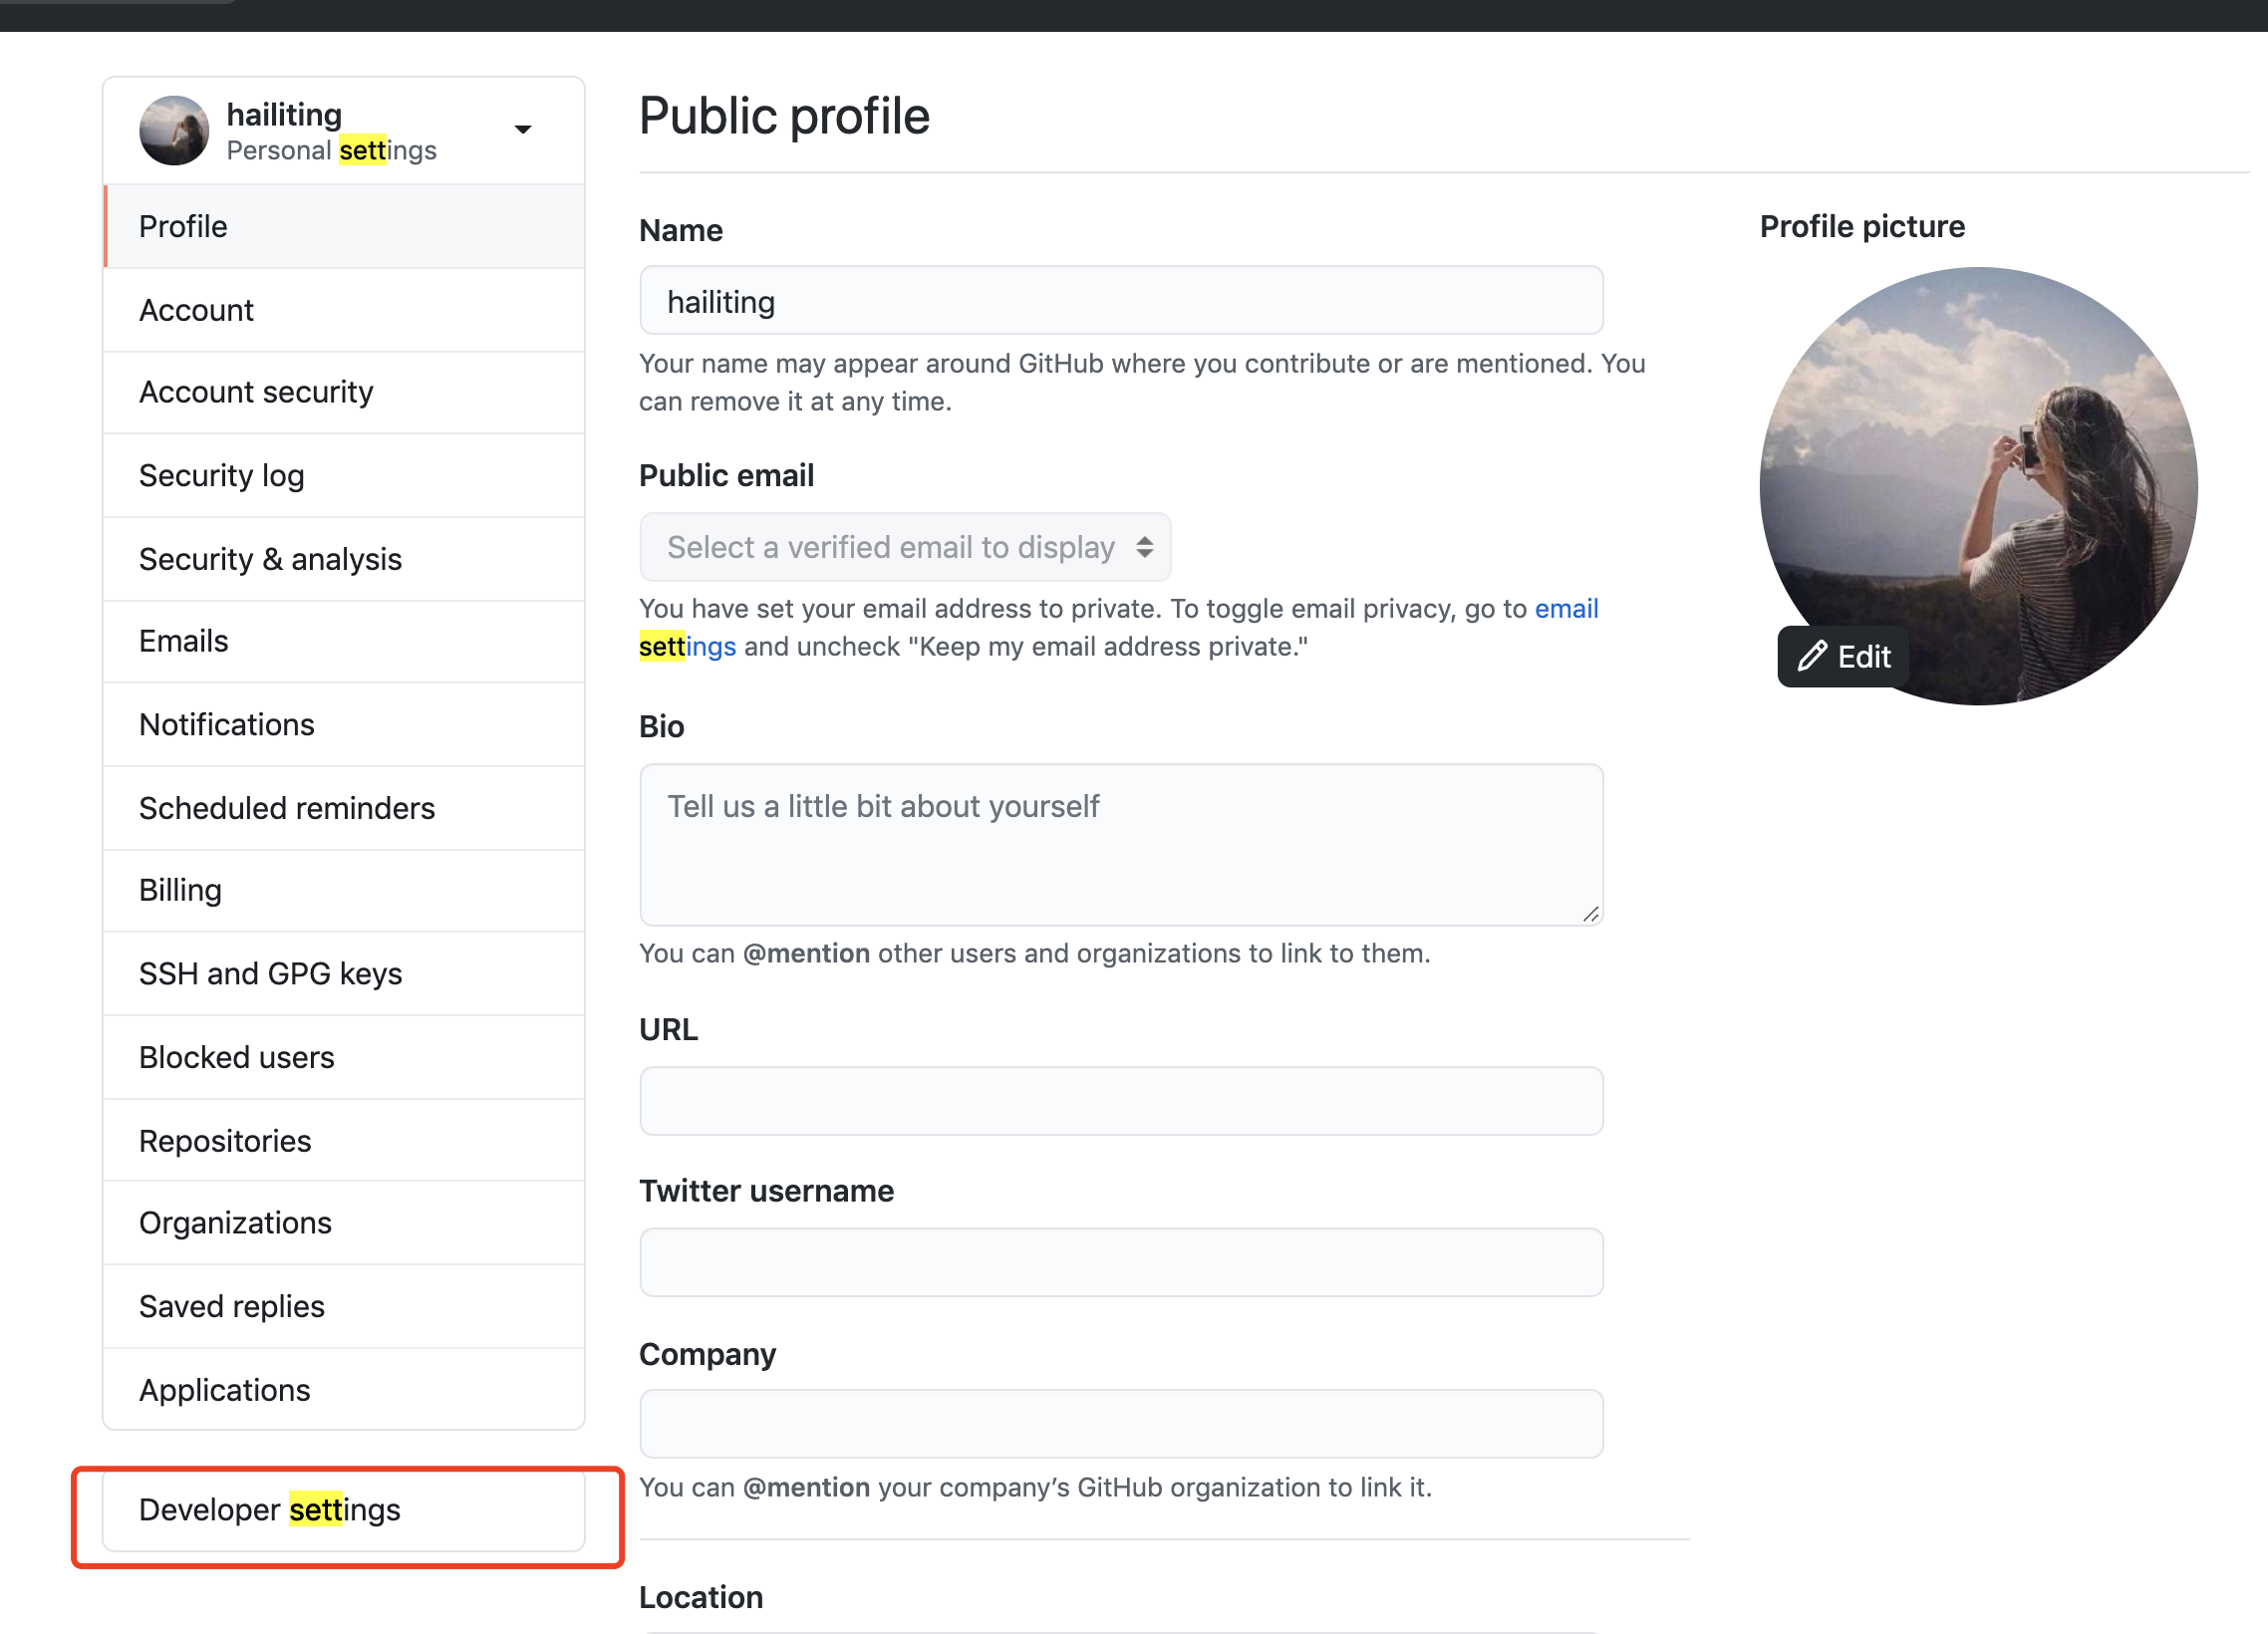 hailiting
Personal settings
Profile
Account
Account security
Security log
Security & analysis
Emails
Notifications
Scheduled reminders
Billing
SSH and GPG keys
Blocked users
Repositories
Organizations
Saved replies
Applications
Developer settings
Public profile
Name
hailiting
Your name may appear around GitHub where you contribute or are mentioned. You
can remove it at any time.
Public email
Select a verified email to display
You have set your email address to private. To toggle email privacy, go to email
settings and uncheck "Keep my email address private."
Bio
Tell us a little bit about yourself
You can @mention other users and organizations to link to them.
URL
Twitter username
Company
You can @mention your company’s GitHub organization to link it.
Location
Profile picture
Edit